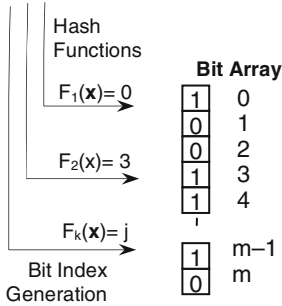 Hash
Functions
Bit Array
F1(x)= 0
1 0
0 1
0 2
F2(x)= 3
1 3
1 4
Fk(x)= j
1 m–1
0 m
Bit Index
Generation